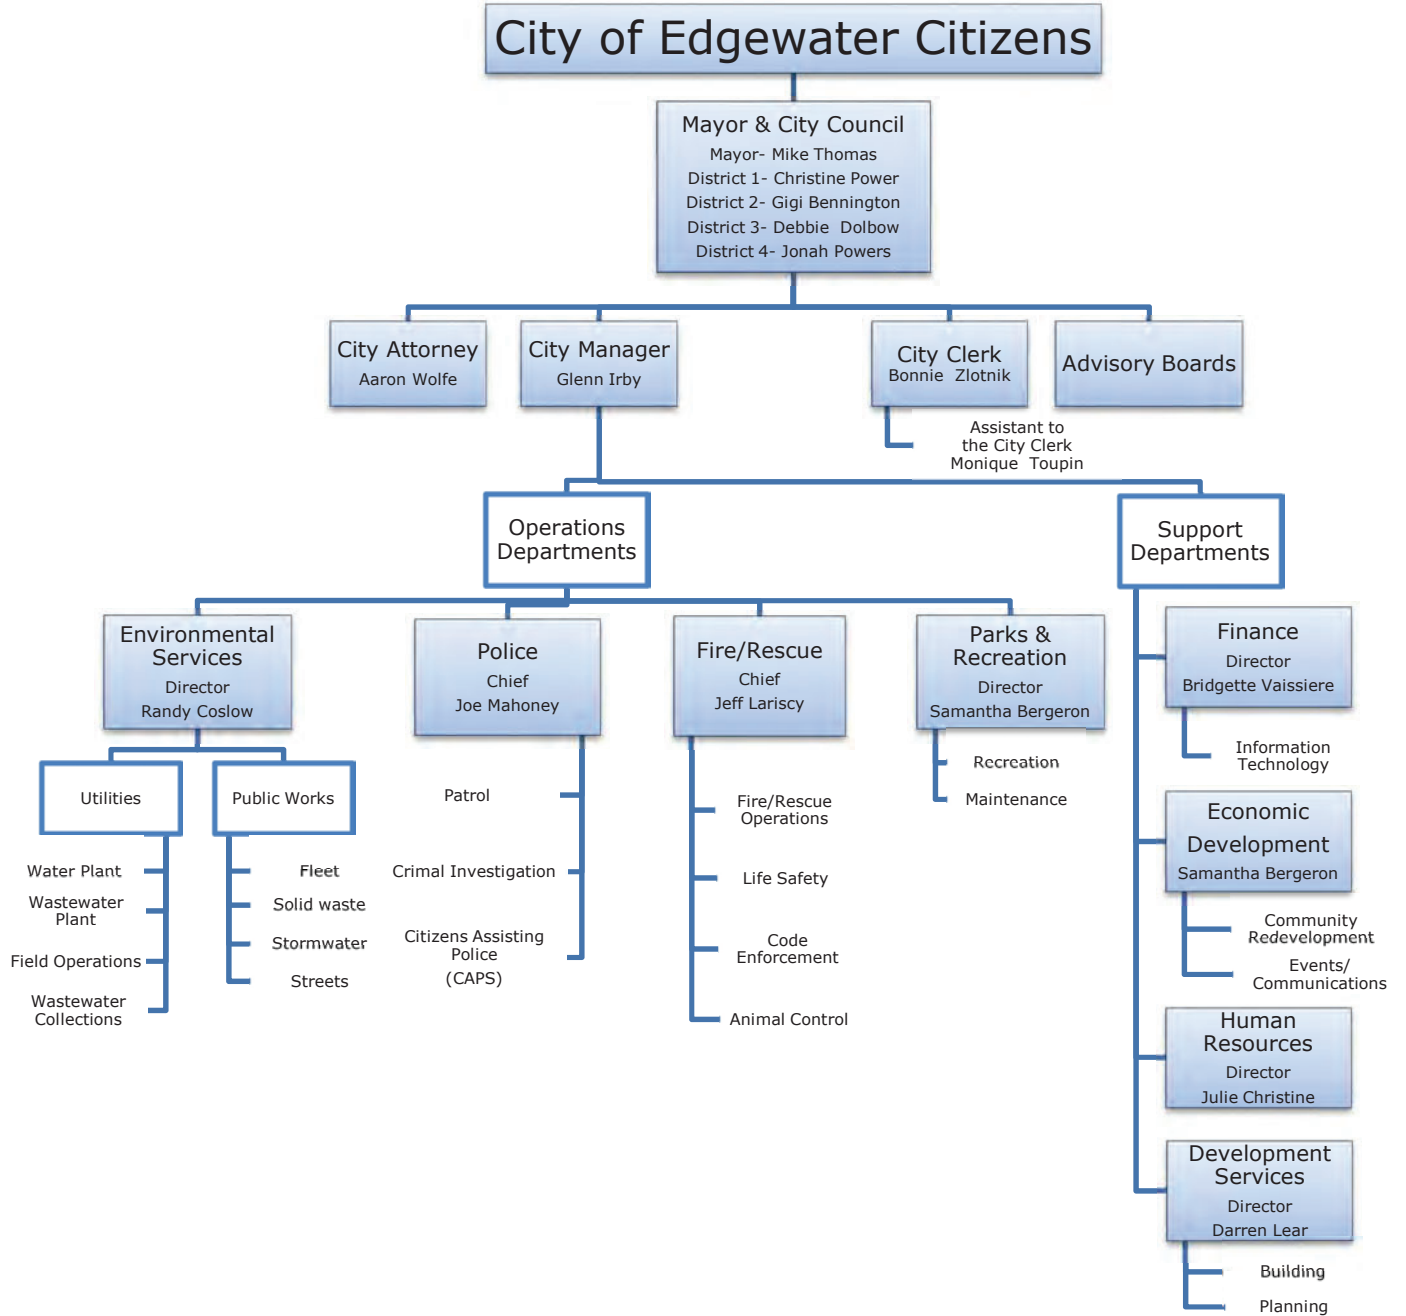 City of Edgewater Citizens
Mayor & City Council
Mayor- Mike Thomas
District 1- Christine Power
District 2- Gigi Bennington
District 3- Debbie Dolbow
District 4- Jonah Powers
City Attorney
Aaron Wolfe
City Manager
Glenn Irby
City Clerk
Bonnie Zlotnik
Advisory Boards
Assistant to
the City Clerk
Monique Toupin
Operations
Departments
Support
Departments
Environmental
Services
Director
Randy Coslow
Police
Chief
Joe Mahoney
Fire/Rescue
Chief
Jeff Lariscy
Parks &
Recreation
Director
Samantha Bergeron
Utilities
Public Works
Water Plant
Wastewater
Plant
Field Operations
Wastewater
Collections
Fleet
Solid waste
Stormwater
Streets
Patrol
Crimal Investigation
Citizens Assisting
Police
(CAPS)
Fire/Rescue
Operations
Life Safety
Code
Enforcement
Animal Control
Recreation
Maintenance
Finance
Director
Bridgette Vaissiere
Information
Technology
Economic
Development
Samantha Bergeron
Community
Redevelopment
Events/
Communications
Human
Resources
Director
Julie Christine
Development
Services
Director
Darren Lear
Building
Planning